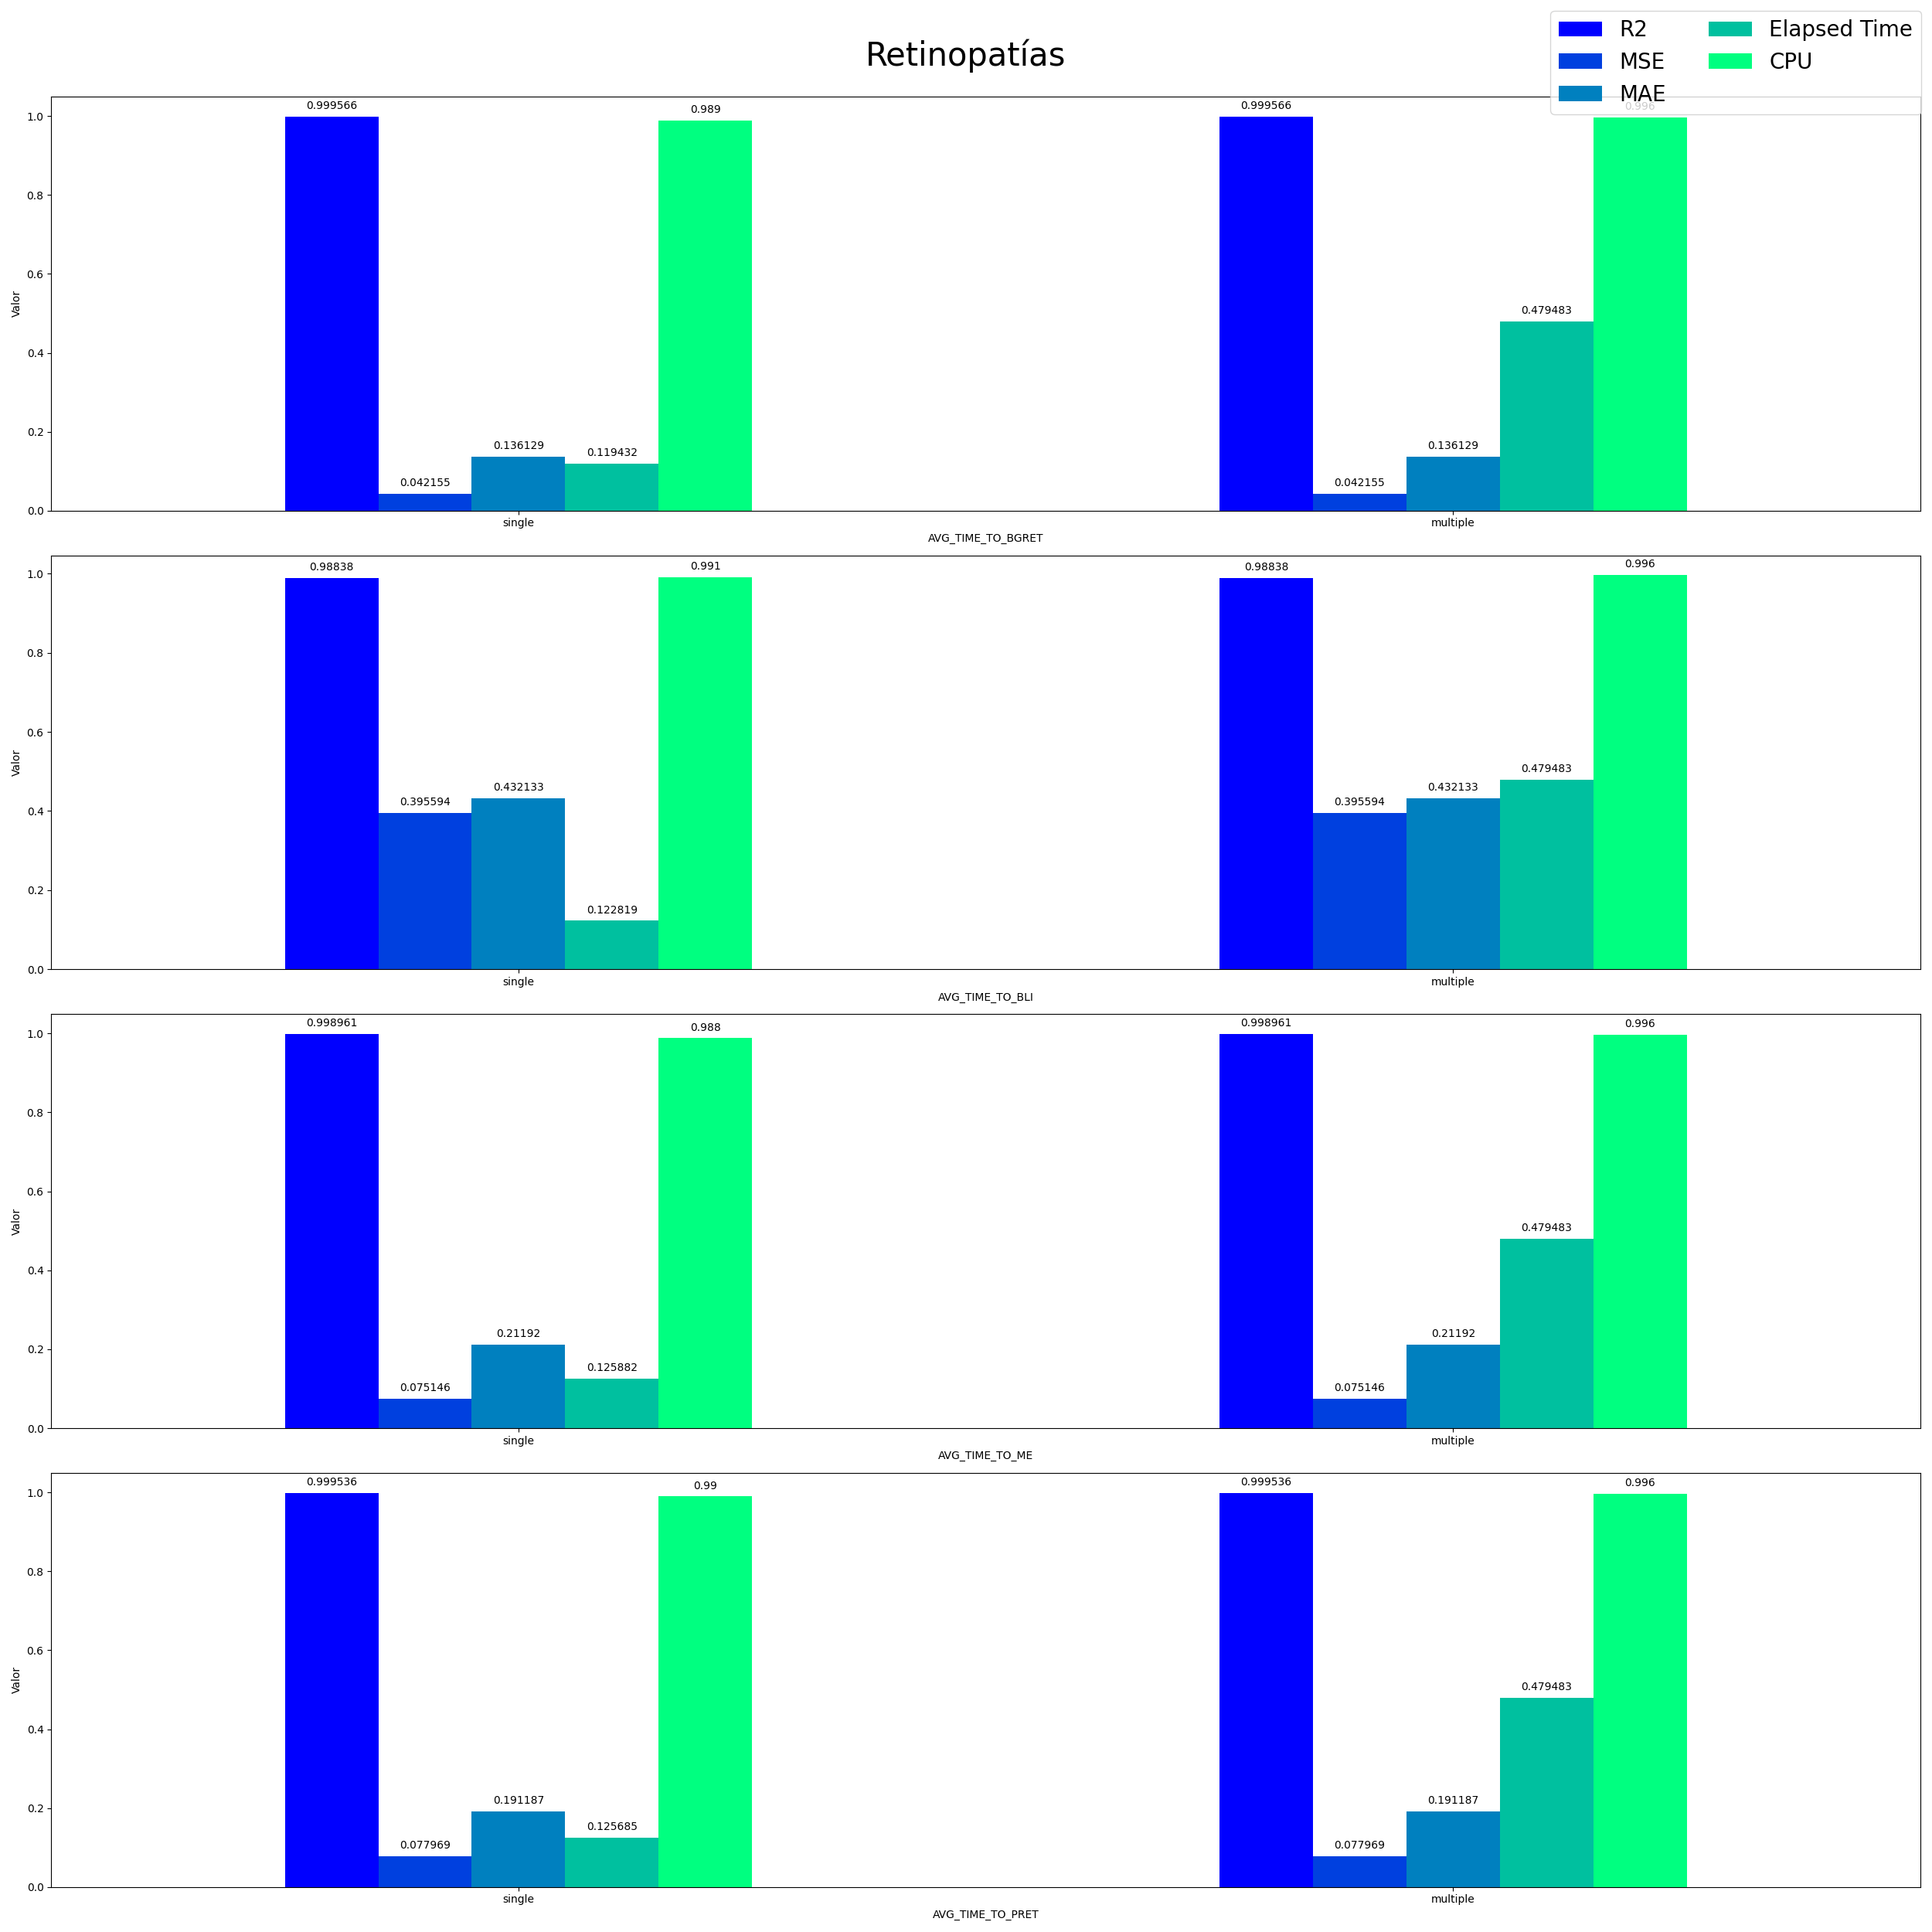 Retinopatías
R2
MSE
MAE
Elapsed Time
CPU
0.999566
0.042155
0.136129
0.119432
0.989
0.999566
0.042155
0.136129
0.479483
0.996
1.0
0.8
0.6
0.4
0.2
0.0
Valor
single
multiple
AVG_TIME_TO_BGRET
0.98838
0.395594
0.432133
0.122819
0.991
0.98838
0.395594
0.432133
0.479483
0.996
1.0
0.8
0.6
0.4
0.2
0.0
Valor
single
multiple
AVG_TIME_TO_BLI
0.998961
0.075146
0.21192
0.125882
0.988
0.998961
0.075146
0.21192
0.479483
0.996
1.0
0.8
0.6
0.4
0.2
0.0
Valor
single
multiple
AVG_TIME_TO_ME
0.999536
0.077969
0.191187
0.125685
0.99
0.999536
0.077969
0.191187
0.479483
0.996
1.0
0.8
0.6
0.4
0.2
0.0
Valor
single
multiple
AVG_TIME_TO_PRET